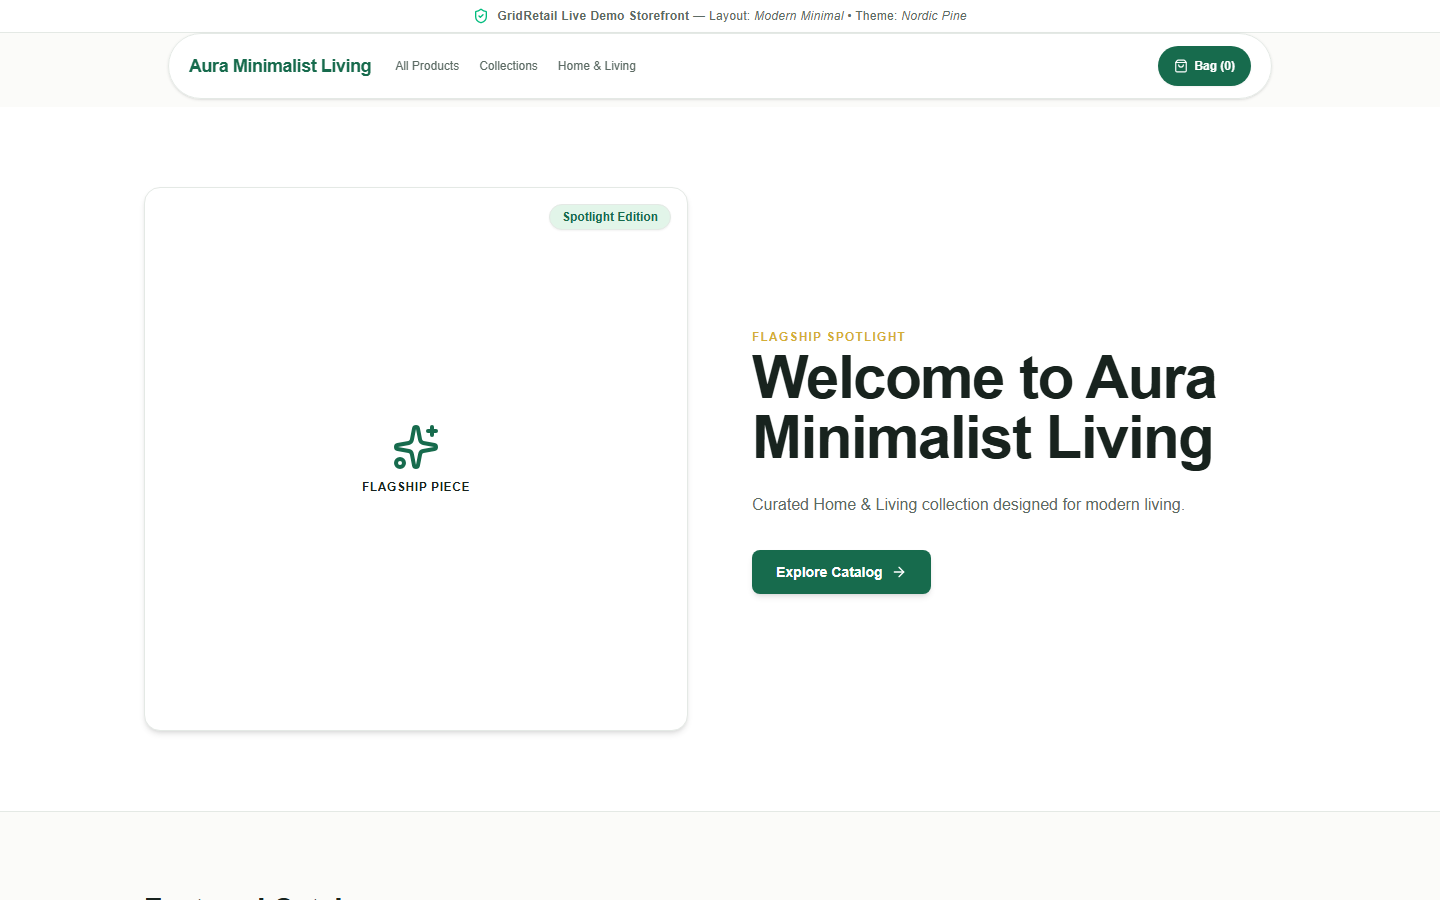 GridRetail Live Demo Storefront — Layout: Modern Minimal • Theme: Nordic Pine
Aura Minimalist Living
All Products
Collections
Home & Living
Bag (0)
Spotlight Edition
FLAGSHIP PIECE
FLAGSHIP SPOTLIGHT
Welcome to Aura
Minimalist Living
Curated Home & Living collection designed for modern living.
Explore Catalog